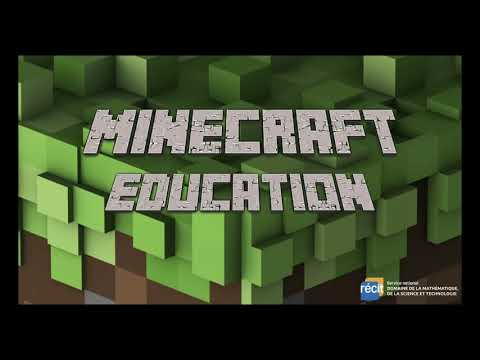 MINECRAFT
EDUCATION
récit
Service national
DOMAINE DE LA MATHÉMATIQUE,
DE LA SCIENCE ET TECHNOLOGIE